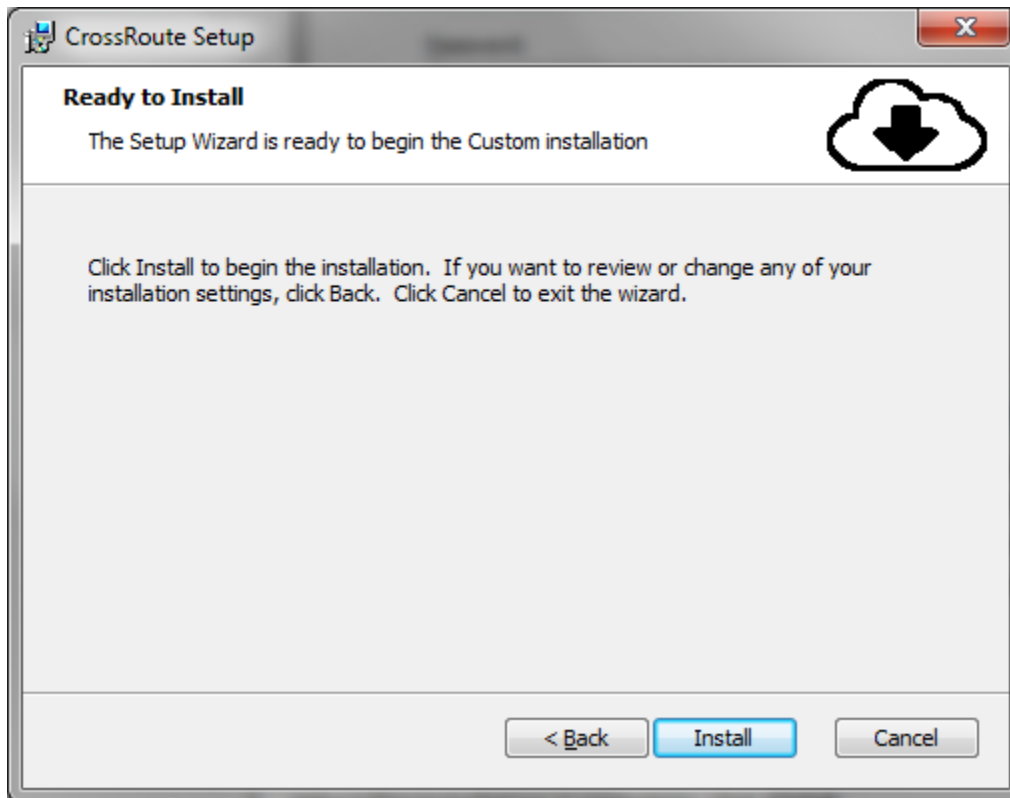 CrossRoute Setup
Ready to Install
The Setup Wizard is ready to begin the Custom installation
Click Install to begin the installation.  If you want to review or change any of your
installation settings, click Back.  Click Cancel to exit the wizard.
< Back
Install
Cancel